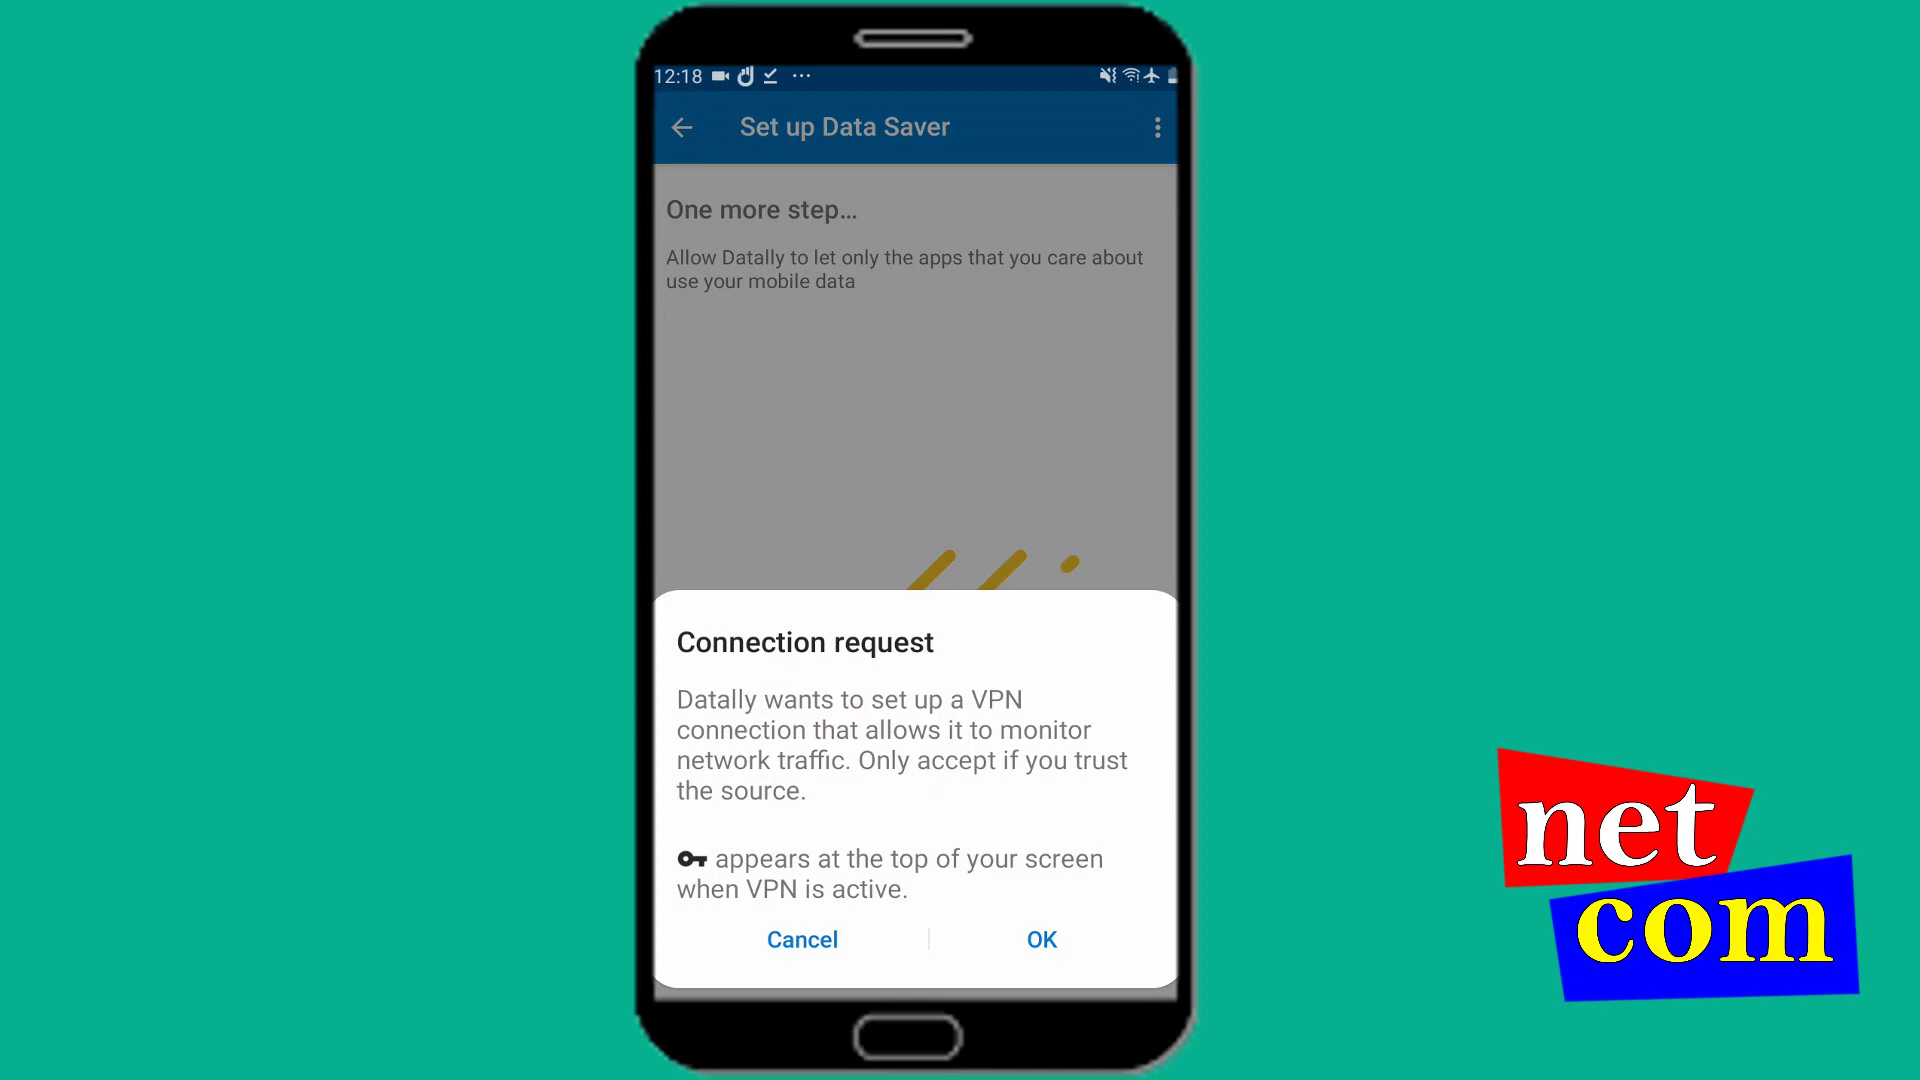 12:18
Set up Data Saver
One more step...
Allow Datally to let only the apps that you care about
use your mobile data
Connection request
Datally wants to set up a VPN
connection that allows it to monitor
network traffic. Only accept if you trust
the source.
appears at the top of your screen
when VPN is active.
Cancel
OK
net
com